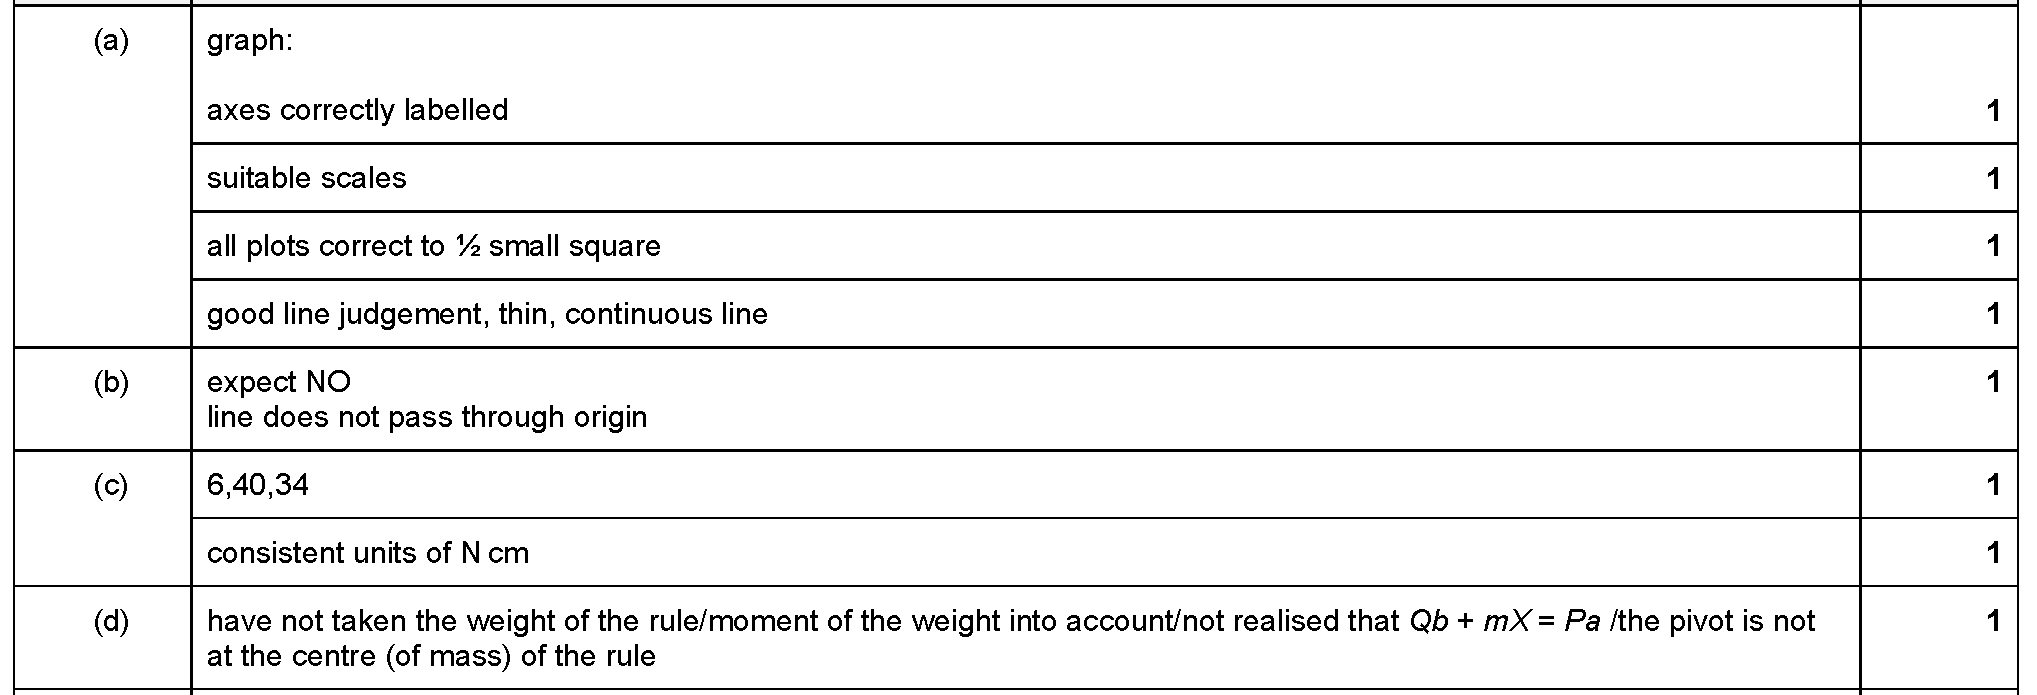 (a) graph:
axes correctly labelled 1
suitable scales 1
all plots correct to ½ small square 1
good line judgement, thin, continuous line 1
(b) expect NO 1
line does not pass through origin
(c) 6,40,34 1
consistent units of N cm 1
(d) have not taken the weight of the rule/moment of the weight into account/not realised that Qb + mX = Pa /the pivot is not 1
at the centre (of mass) of the rule